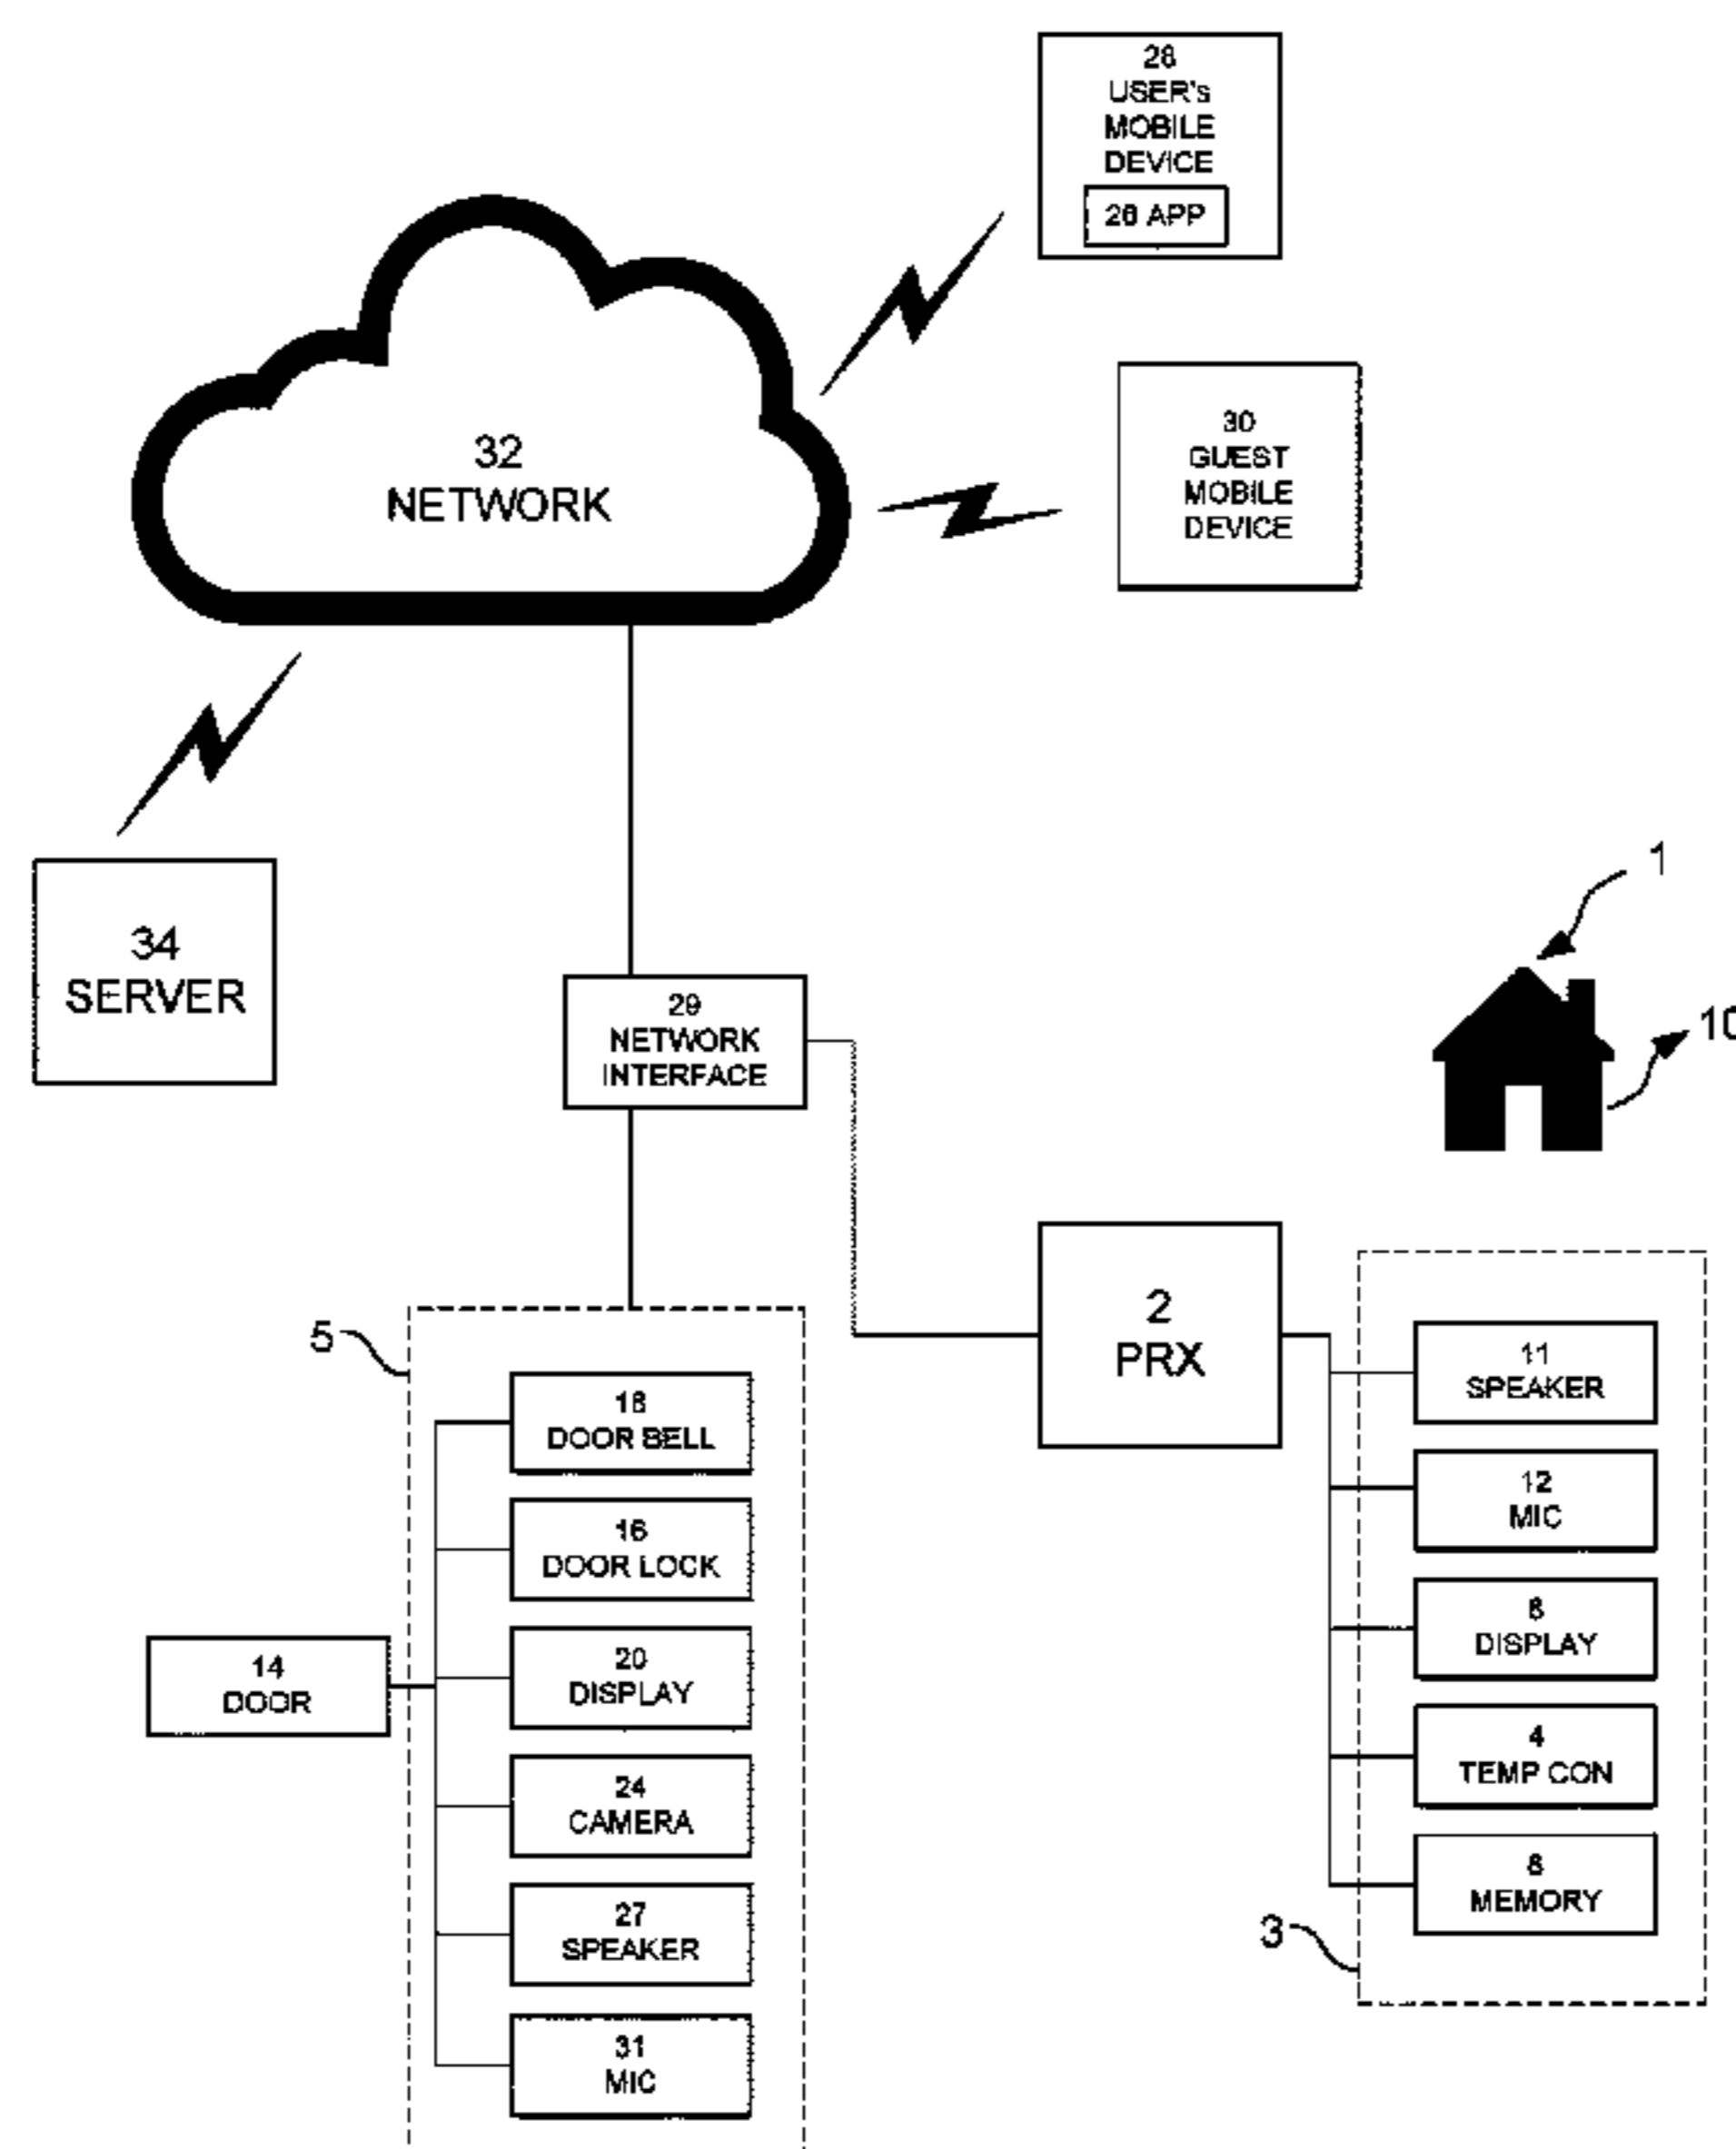 28
USER's
MOBILE
DEVICE
26 APP
30
GUEST
MOBILE
DEVICE
32
NETWORK
34
SERVER
1
10
29
NETWORK
INTERFACE
2
PRX
5
18
DOOR BELL
16
DOOR LOCK
20
DISPLAY
24
CAMERA
27
SPEAKER
31
MIC
14
DOOR
11
SPEAKER
12
MIC
DISPLAY
4
TEMP CON
MEMORY
3